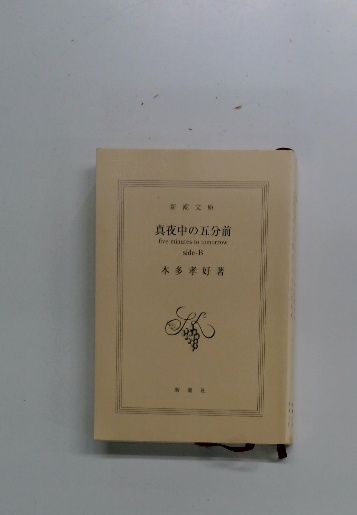 新潮文庫
真夜中の五分前
five minutes to tomorrow
side-B
本多孝好著
新潮社